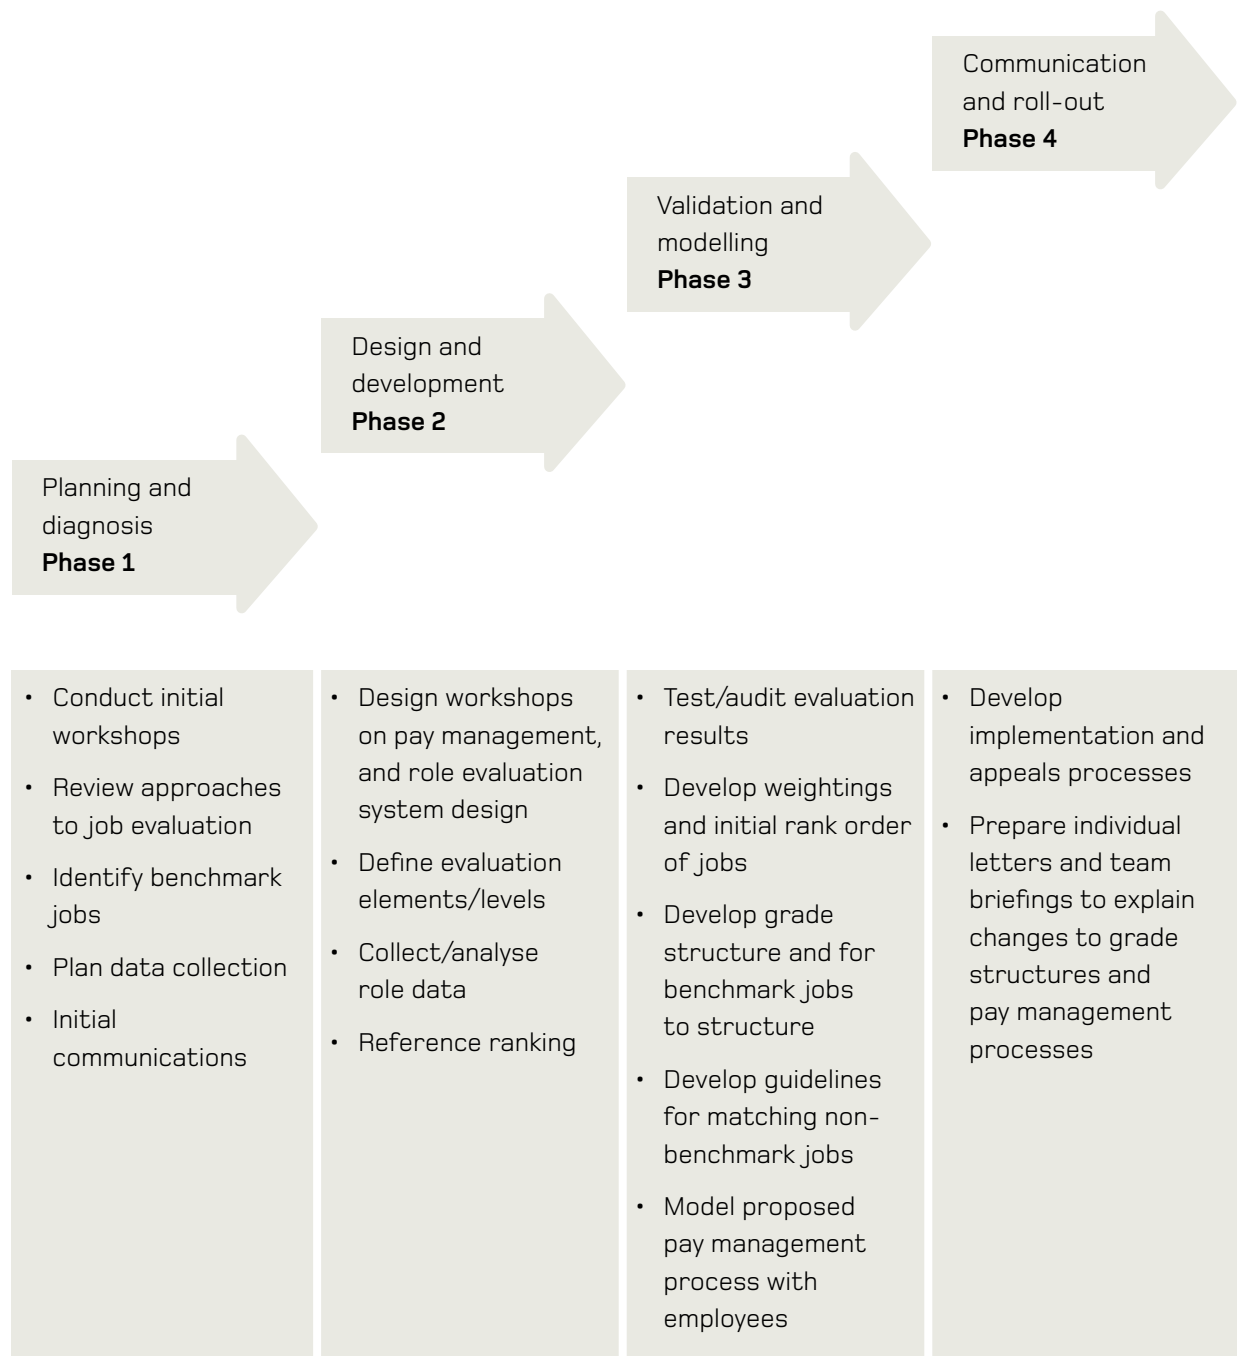 Communication
and roll-out
Phase 4
Validation and
modelling
Phase 3
Design and
development
Phase 2
Planning and
diagnosis
Phase 1
• Conduct initial
workshops
• Review approaches
to job evaluation
• Identify benchmark
jobs
• Plan data collection
• Initial
communications
• Design workshops
on pay management,
and role evaluation
system design
• Define evaluation
elements/levels
• Collect/analyse
role data
• Reference ranking
• Test/audit evaluation
results
• Develop weightings
and initial rank order
of jobs
• Develop grade
structure and for
benchmark jobs
to structure
• Develop guidelines
for matching non-
benchmark jobs
• Model proposed
pay management
process with
employees
• Develop
implementation and
appeals processes
• Prepare individual
letters and team
briefings to explain
changes to grade
structures and
pay management
processes